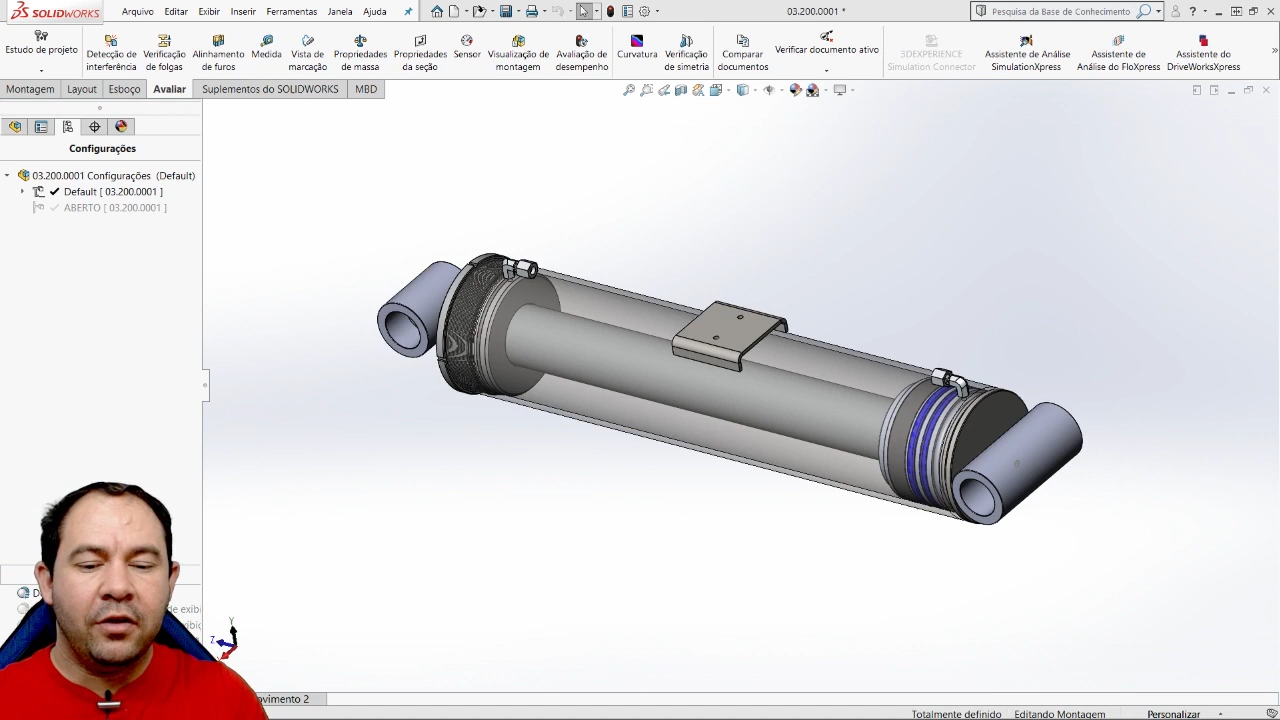 SOLIDWORKS
Arquivo Editar Exibir Inserir Ferramentas Janela Ajuda
03.200.0001 *
Pesquisa da Base de Conhecimento
Estudo de projeto
Detecção de interferência
Verificação de folgas
Alinhamento de furos
Medida
Vista de marcação
Propriedades de massa
Propriedades da seção
Sensor
Visualização de montagem
Avaliação de desempenho
Curvatura
Verificação de simetria
Comparar documentos
Verificar documento ativo
3DEXPERIENCE Simulation Connector
Assistente de Análise SimulationXpress
Assistente de Análise do FloXpress
Assistente do DriveWorksXpress
Montagem Layout Esboço Avaliar Suplementos do SOLIDWORKS MBD
Configurações
03.200.0001 Configurações (Default)
Default [ 03.200.0001 ]
ABERTO [ 03.200.0001 ]
de exibi
Y
Z
ovimento 2
Totalmente definido Editando Montagem Personalizar